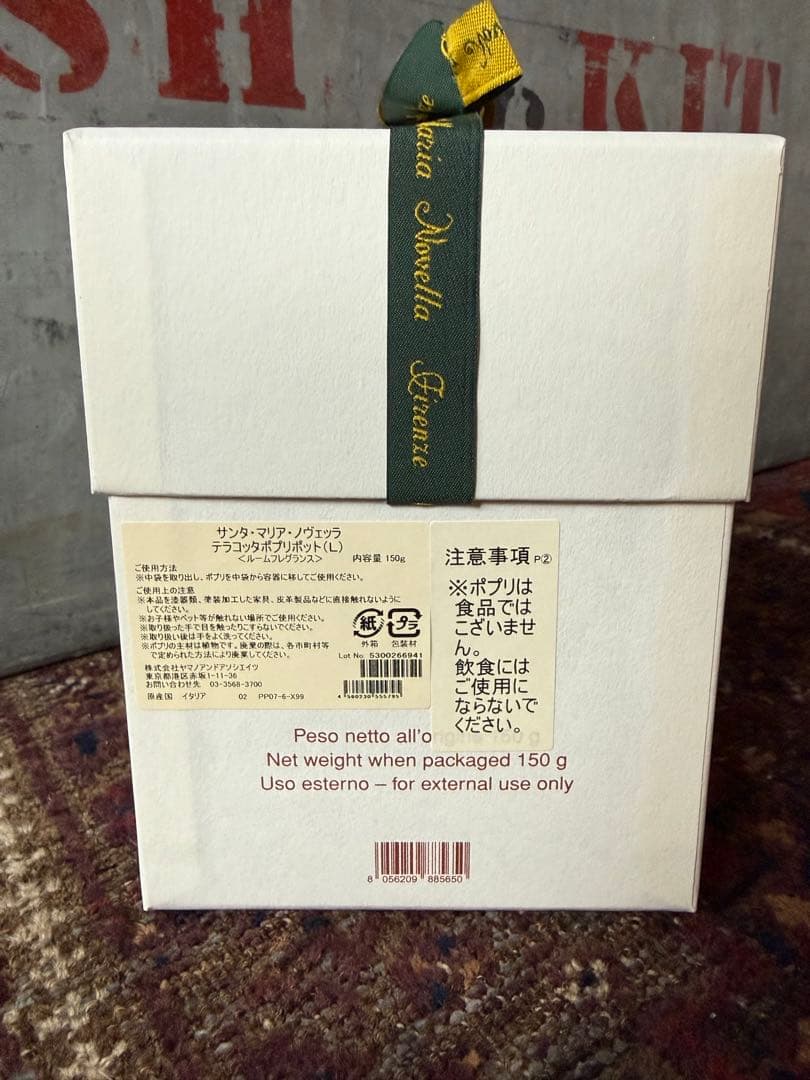 SH KIT
Maria Novella Firenze
サンタ・マリア・ノヴェッラ
テラコッタポプリポット(L)
<ルームフレグランス>
内容量 150g
ご使用方法
※中袋を取り出し、ポプリを中袋から容器に移してご使用ください。
ご使用上の注意
※本品を漆器類、塗装加工した家具、皮革製品などに直接触れないように
してください。
※お子様やペット等が触れない場所でご使用ください。
※取り扱った手で目を触ったりこすらないでください。
※取り扱い後は手をよく洗ってください。
※ポプリの主材は植物です。廃棄の際は、各市町村等
で定められた方法により廃棄してください。
紙 プラ
外箱 包装材
Lot No. 5300266941
株式会社ヤマノアンドアソシエイツ
東京都港区赤坂1-11-36
お問い合わせ先 03-3568-3700
原産国 イタリア 02 PP07-6-X99
4 580230 555795
注意事項 P②
※ポプリは
食品では
ございませ
ん。
飲食には
ご使用に
ならないで
ください。
Peso netto all'origine 150 g
Net weight when packaged 150 g
Uso esterno – for external use only
8 056209 885650